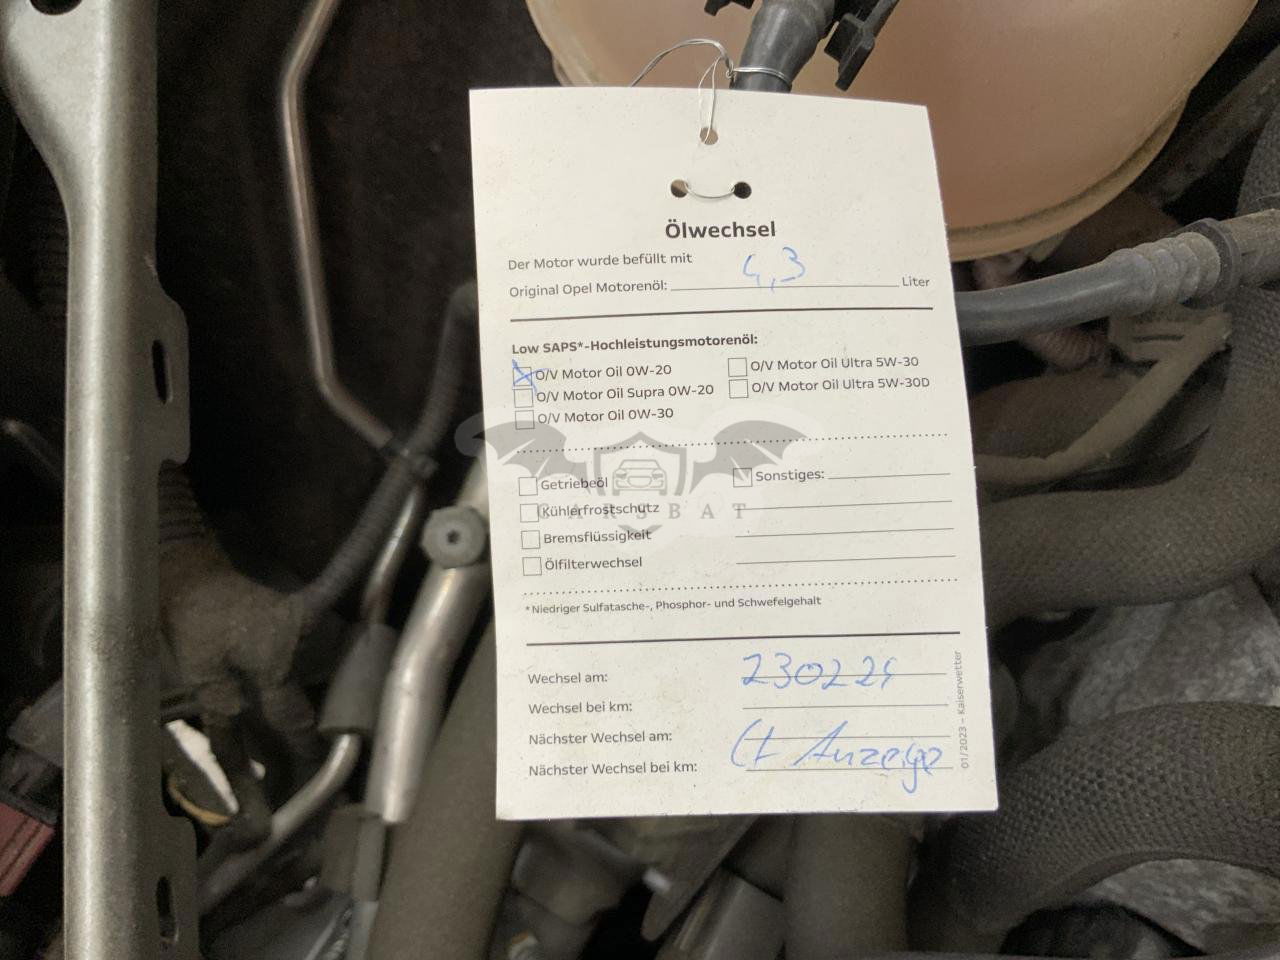 Ölwechsel
Der Motor wurde befüllt mit
Original Opel Motorenöl: 4,3 Liter
Low SAPS*-Hochleistungsmotorenöl:
O/V Motor Oil 0W-20
O/V Motor Oil Ultra 5W-30
O/V Motor Oil Supra 0W-20
O/V Motor Oil Ultra 5W-30D
O/V Motor Oil 0W-30
Getriebeöl
Sonstiges:
Kühlerfrostschutz
CARSBAT
Bremsflüssigkeit
Ölfilterwechsel
*Niedriger Sulfatasche-, Phosphor- und Schwefelgehalt
Wechsel am: 230224
Wechsel bei km:
Nächster Wechsel am:
Nächster Wechsel bei km: Lt Anzeige
01/2023 – Kaiserwetter